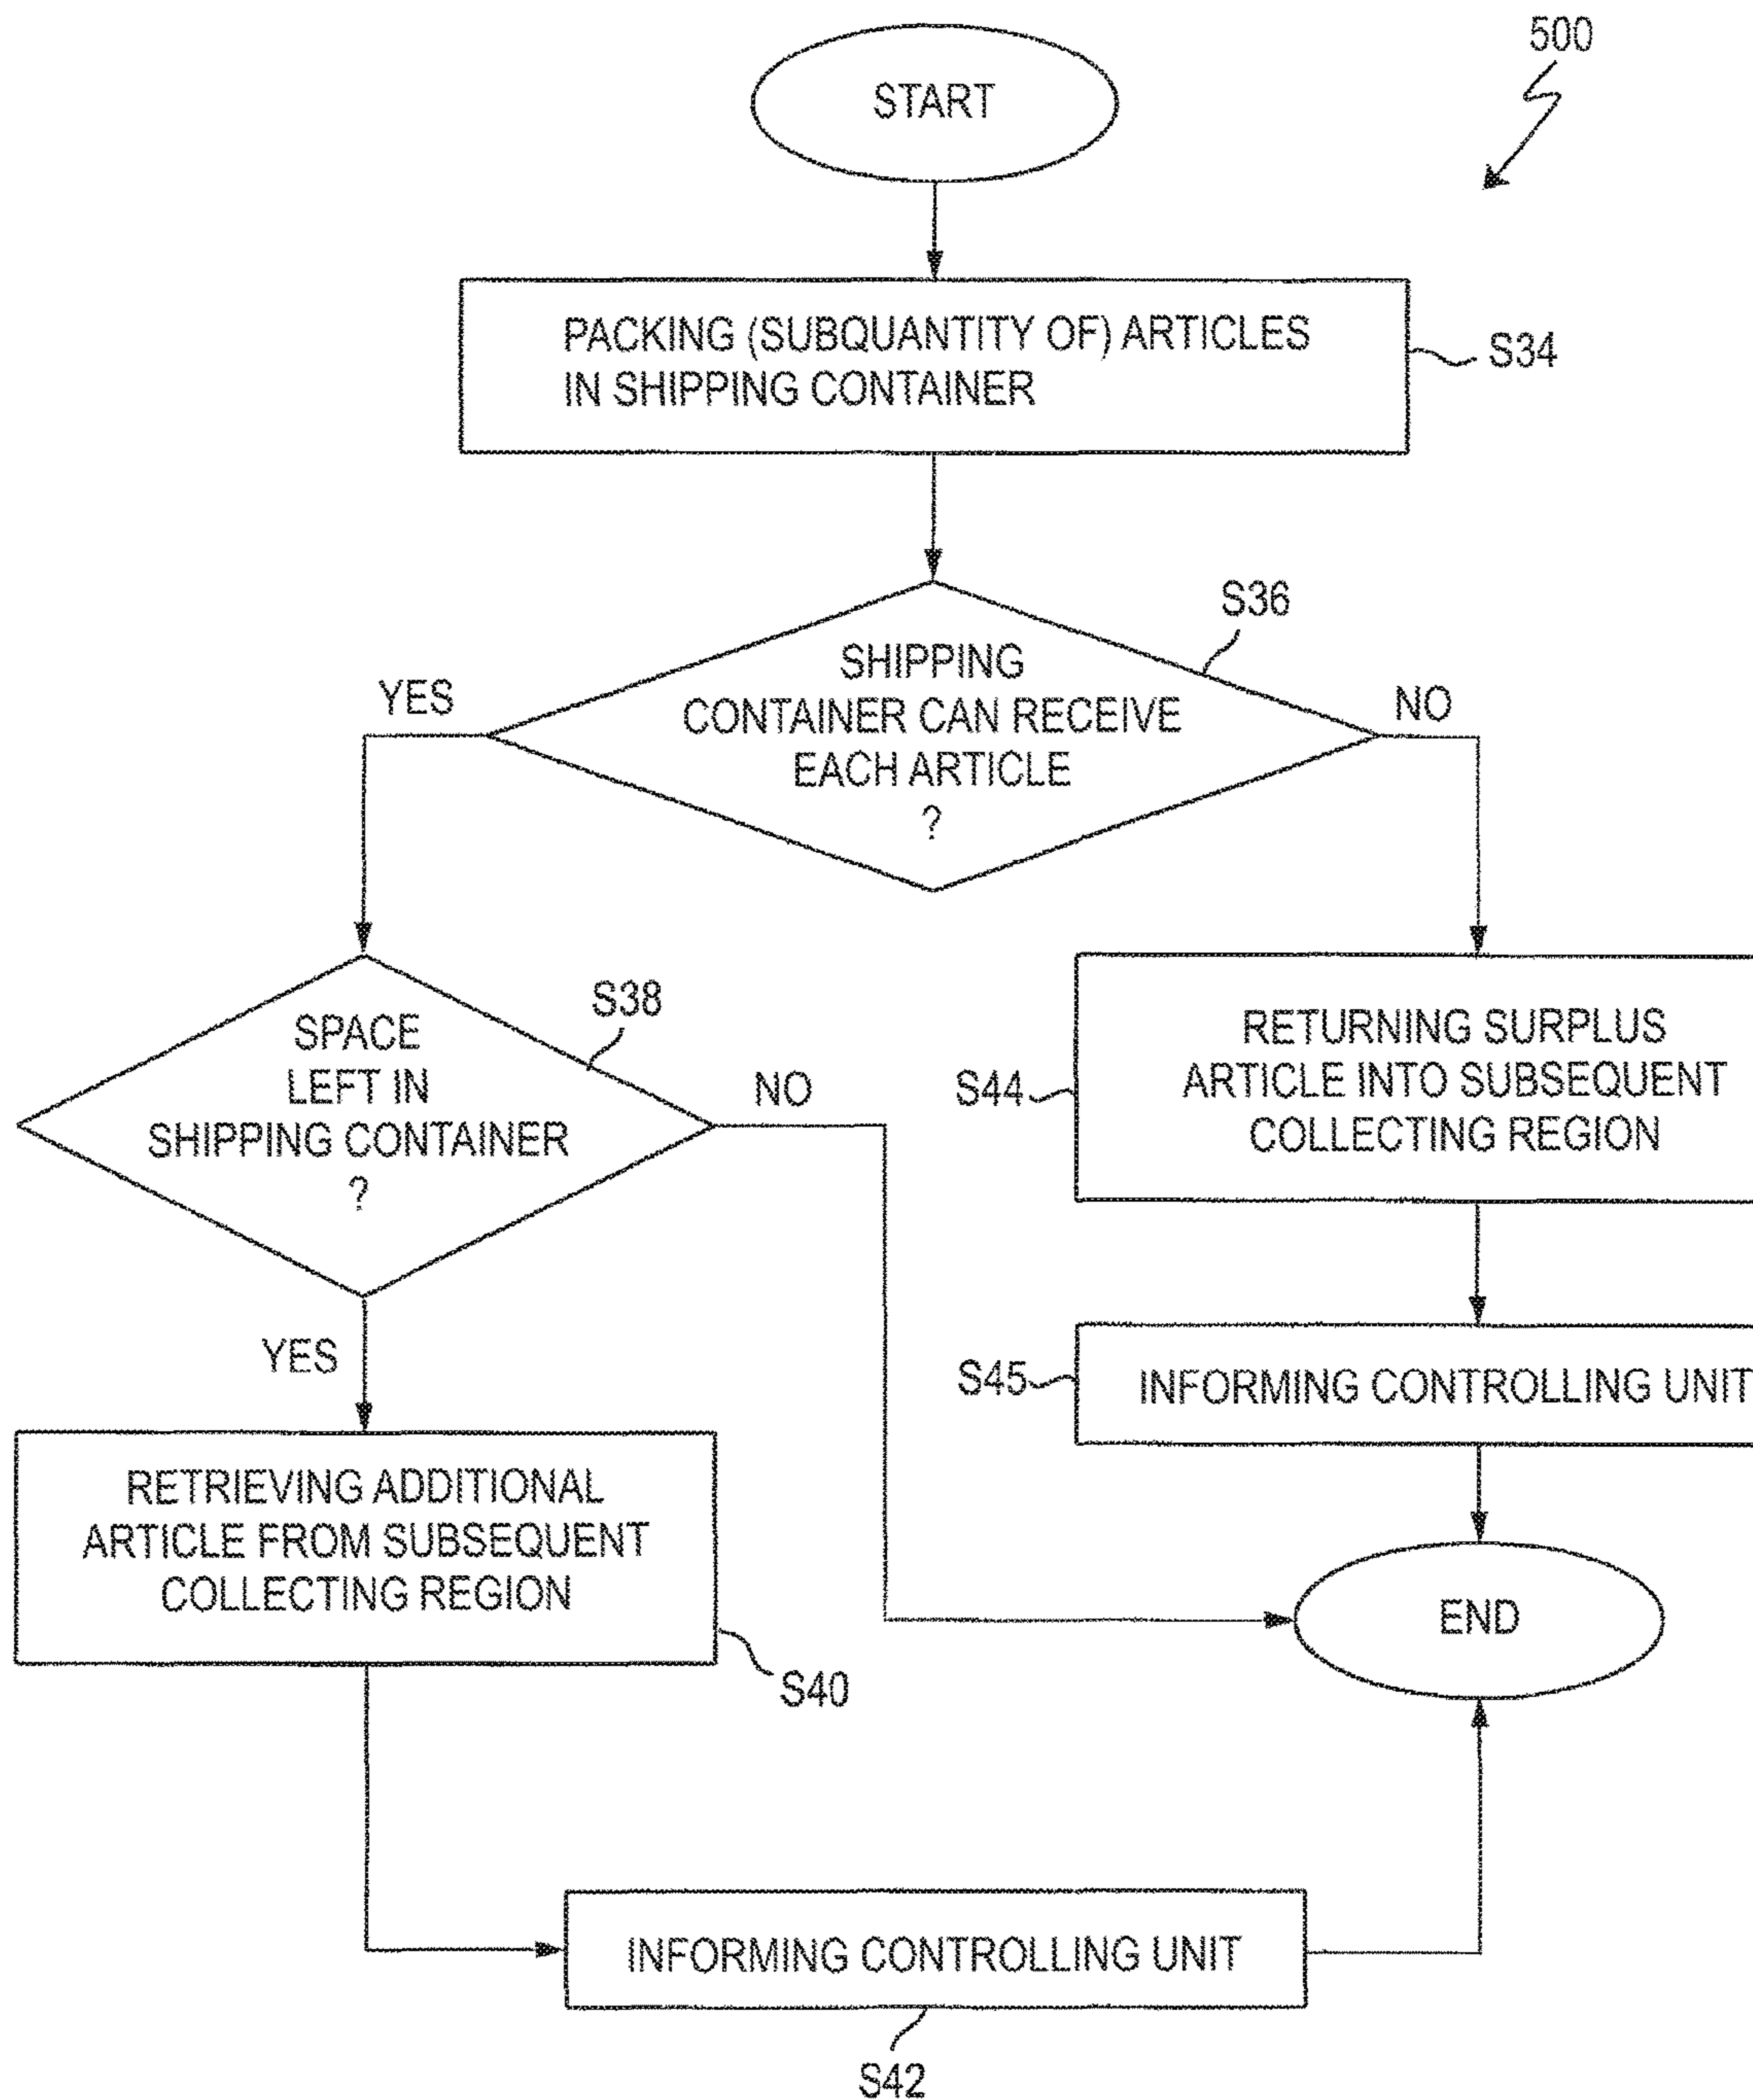 500
START
PACKING (SUBQUANTITY OF) ARTICLES
IN SHIPPING CONTAINER
S34
S36
SHIPPING
CONTAINER CAN RECEIVE
EACH ARTICLE
?
YES
NO
S38
SPACE
LEFT IN
SHIPPING CONTAINER
?
NO
YES
S44
RETURNING SURPLUS
ARTICLE INTO SUBSEQUENT
COLLECTING REGION
S45
INFORMING CONTROLLING UNIT
RETRIEVING ADDITIONAL
ARTICLE FROM SUBSEQUENT
COLLECTING REGION
S40
END
INFORMING CONTROLLING UNIT
S42